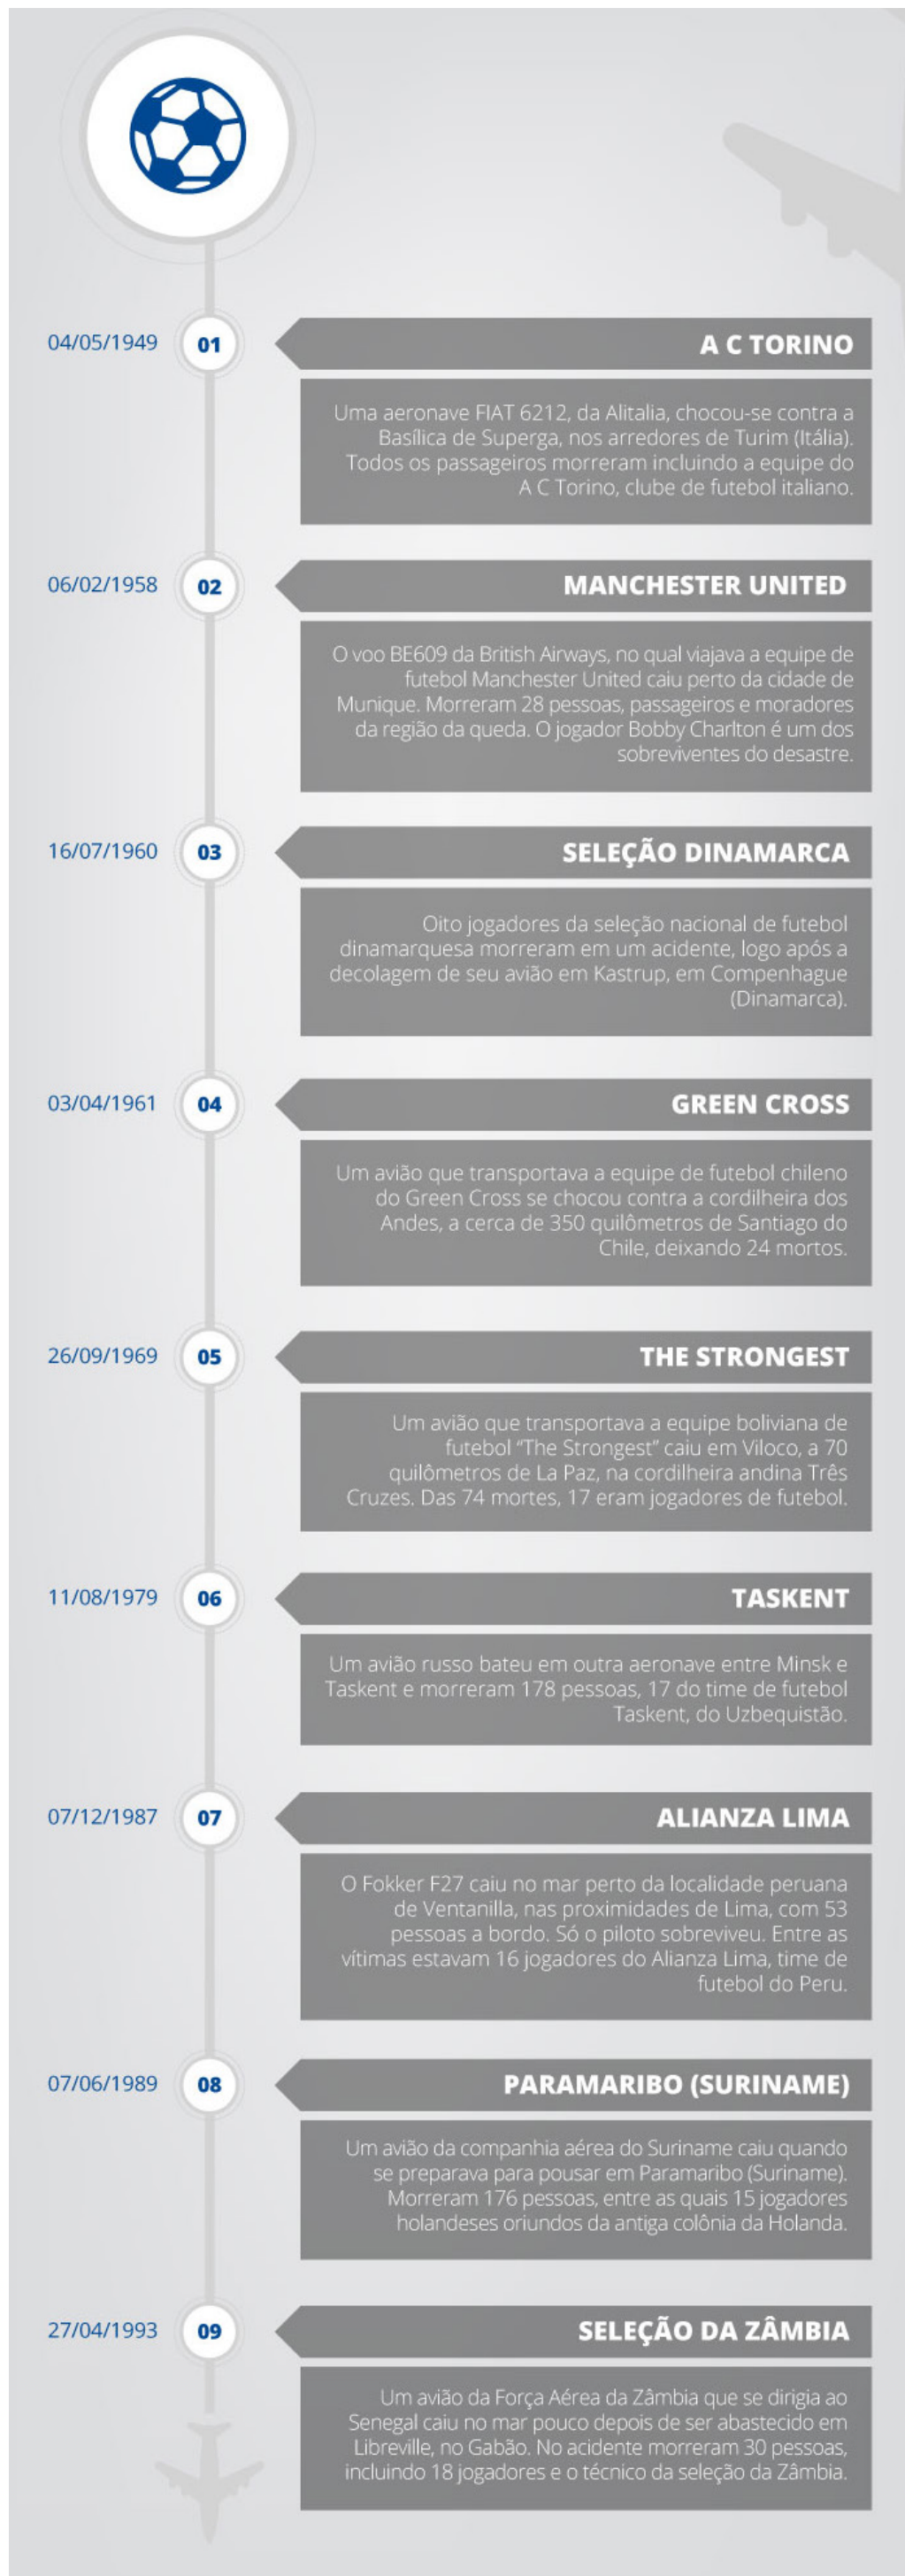 04/05/1949
01
A C TORINO
Uma aeronave FIAT 6212, da Alitalia, chocou-se contra a
Basílica de Superga, nos arredores de Turim (Itália).
Todos os passageiros morreram incluindo a equipe do
A C Torino, clube de futebol italiano.
06/02/1958
02
MANCHESTER UNITED
O voo BE609 da British Airways, no qual viajava a equipe de
futebol Manchester United caiu perto da cidade de
Munique. Morreram 28 pessoas, passageiros e moradores
da região da queda. O jogador Bobby Charlton é um dos
sobreviventes do desastre.
16/07/1960
03
SELEÇÃO DINAMARCA
Oito jogadores da seleção nacional de futebol
dinamarquesa morreram em um acidente, logo após a
decolagem de seu avião em Kastrup, em Compenhague
(Dinamarca).
03/04/1961
04
GREEN CROSS
Um avião que transportava a equipe de futebol chileno
do Green Cross se chocou contra a cordilheira dos
Andes, a cerca de 350 quilômetros de Santiago do
Chile, deixando 24 mortos.
26/09/1969
05
THE STRONGEST
Um avião que transportava a equipe boliviana de
futebol “The Strongest” caiu em Viloco, a 70
quilômetros de La Paz, na cordilheira andina Três
Cruzes. Das 74 mortes, 17 eram jogadores de futebol.
11/08/1979
06
TASKENT
Um avião russo bateu em outra aeronave entre Minsk e
Taskent e morreram 178 pessoas, 17 do time de futebol
Taskent, do Uzbequistão.
07/12/1987
07
ALIANZA LIMA
O Fokker F27 caiu no mar perto da localidade peruana
de Ventanilla, nas proximidades de Lima, com 53
pessoas a bordo. Só o piloto sobreviveu. Entre as
vítimas estavam 16 jogadores do Alianza Lima, time de
futebol do Peru.
07/06/1989
08
PARAMARIBO (SURINAME)
Um avião da companhia aérea do Suriname caiu quando
se preparava para pousar em Paramaribo (Suriname).
Morreram 176 pessoas, entre as quais 15 jogadores
holandeses oriundos da antiga colônia da Holanda.
27/04/1993
09
SELEÇÃO DA ZÂMBIA
Um avião da Força Aérea da Zâmbia que se dirigia ao
Senegal caiu no mar pouco depois de ser abastecido em
Libreville, no Gabão. No acidente morreram 30 pessoas,
incluindo 18 jogadores e o técnico da seleção da Zâmbia.